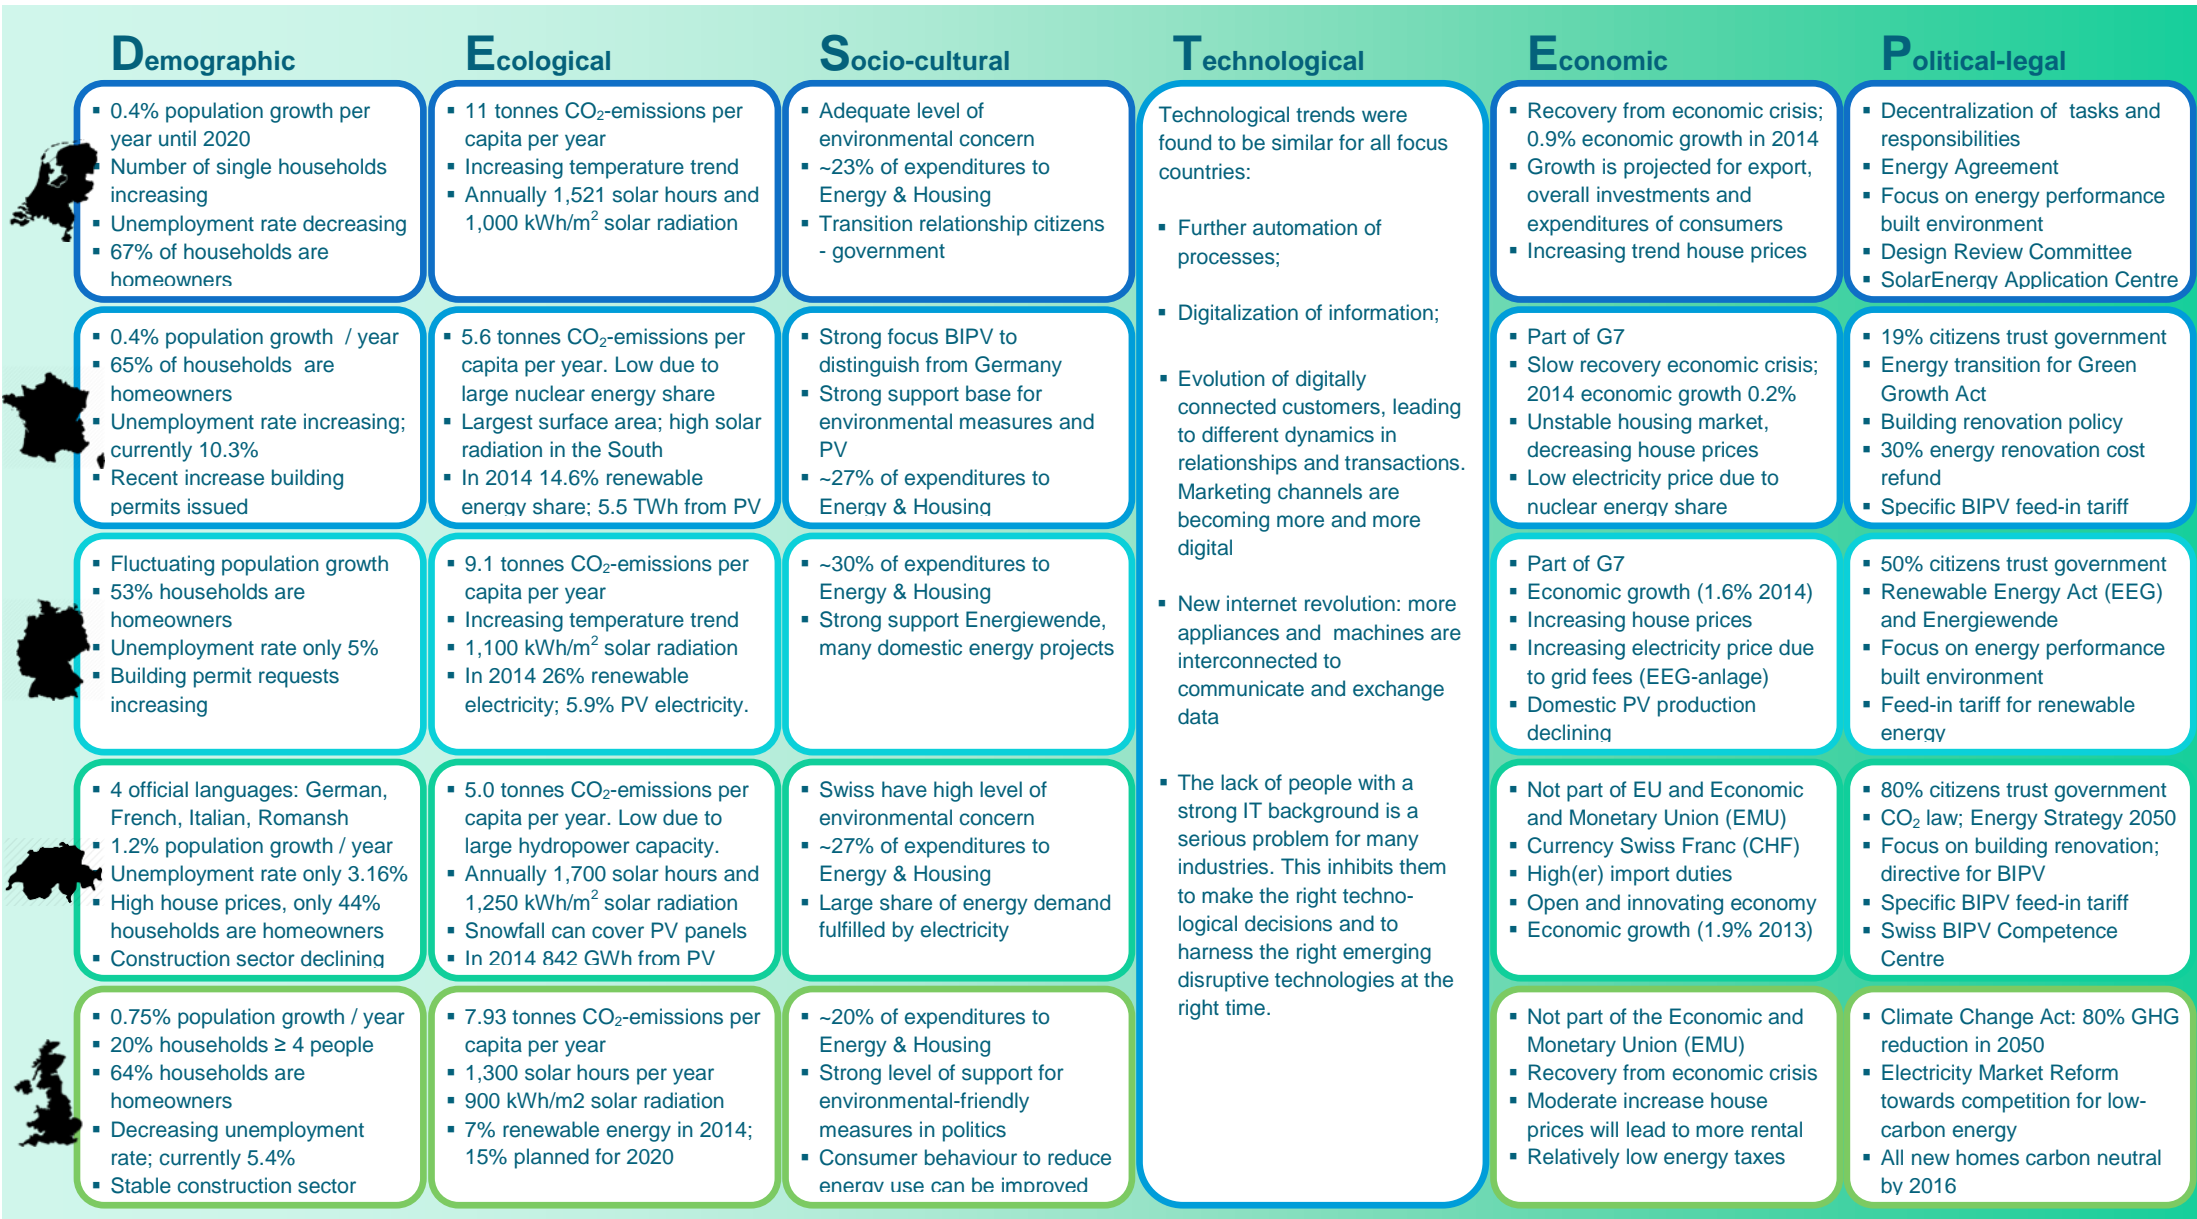 Demographic
Ecological
Socio-cultural
Technological
Economic
Political-legal
▪ 0.4% population growth per
year until 2020
▪ Number of single households
increasing
▪ Unemployment rate decreasing
▪ 67% of households are
homeowners
▪ 11 tonnes CO₂-emissions per
capita per year
▪ Increasing temperature trend
▪ Annually 1,521 solar hours and
1,000 kWh/m² solar radiation
▪ Adequate level of
environmental concern
▪ ~23% of expenditures to
Energy & Housing
▪ Transition relationship citizens
- government
Technological trends were
found to be similar for all focus
countries:
▪ Further automation of
processes;
▪ Digitalization of information;
▪ Evolution of digitally
connected customers, leading
to different dynamics in
relationships and transactions.
Marketing channels are
becoming more and more
digital
▪ New internet revolution: more
appliances and machines are
interconnected to
communicate and exchange
data
▪ The lack of people with a
strong IT background is a
serious problem for many
industries. This inhibits them
to make the right techno-
logical decisions and to
harness the right emerging
disruptive technologies at the
right time.
▪ Recovery from economic crisis;
0.9% economic growth in 2014
▪ Growth is projected for export,
overall investments and
expenditures of consumers
▪ Increasing trend house prices
▪ Decentralization of tasks and
responsibilities
▪ Energy Agreement
▪ Focus on energy performance
built environment
▪ Design Review Committee
▪ SolarEnergy Application Centre
▪ 0.4% population growth / year
▪ 65% of households are
homeowners
▪ Unemployment rate increasing;
currently 10.3%
▪ Recent increase building
permits issued
▪ 5.6 tonnes CO₂-emissions per
capita per year. Low due to
large nuclear energy share
▪ Largest surface area; high solar
radiation in the South
▪ In 2014 14.6% renewable
energy share; 5.5 TWh from PV
▪ Strong focus BIPV to
distinguish from Germany
▪ Strong support base for
environmental measures and
PV
▪ ~27% of expenditures to
Energy & Housing
▪ Part of G7
▪ Slow recovery economic crisis;
2014 economic growth 0.2%
▪ Unstable housing market,
decreasing house prices
▪ Low electricity price due to
nuclear energy share
▪ 19% citizens trust government
▪ Energy transition for Green
Growth Act
▪ Building renovation policy
▪ 30% energy renovation cost
refund
▪ Specific BIPV feed-in tariff
▪ Fluctuating population growth
▪ 53% households are
homeowners
▪ Unemployment rate only 5%
▪ Building permit requests
increasing
▪ 9.1 tonnes CO₂-emissions per
capita per year
▪ Increasing temperature trend
▪ 1,100 kWh/m² solar radiation
▪ In 2014 26% renewable
electricity; 5.9% PV electricity.
▪ ~30% of expenditures to
Energy & Housing
▪ Strong support Energiewende,
many domestic energy projects
▪ Part of G7
▪ Economic growth (1.6% 2014)
▪ Increasing house prices
▪ Increasing electricity price due
to grid fees (EEG-anlage)
▪ Domestic PV production
declining
▪ 50% citizens trust government
▪ Renewable Energy Act (EEG)
and Energiewende
▪ Focus on energy performance
built environment
▪ Feed-in tariff for renewable
energy
▪ 4 official languages: German,
French, Italian, Romansh
▪ 1.2% population growth / year
▪ Unemployment rate only 3.16%
▪ High house prices, only 44%
households are homeowners
▪ Construction sector declining
▪ 5.0 tonnes CO₂-emissions per
capita per year. Low due to
large hydropower capacity.
▪ Annually 1,700 solar hours and
1,250 kWh/m² solar radiation
▪ Snowfall can cover PV panels
▪ In 2014 842 GWh from PV
▪ Swiss have high level of
environmental concern
▪ ~27% of expenditures to
Energy & Housing
▪ Large share of energy demand
fulfilled by electricity
▪ Not part of EU and Economic
and Monetary Union (EMU)
▪ Currency Swiss Franc (CHF)
▪ High(er) import duties
▪ Open and innovating economy
▪ Economic growth (1.9% 2013)
▪ 80% citizens trust government
▪ CO₂ law; Energy Strategy 2050
▪ Focus on building renovation;
directive for BIPV
▪ Specific BIPV feed-in tariff
▪ Swiss BIPV Competence
Centre
▪ 0.75% population growth / year
▪ 20% households ≥ 4 people
▪ 64% households are
homeowners
▪ Decreasing unemployment
rate; currently 5.4%
▪ Stable construction sector
▪ 7.93 tonnes CO₂-emissions per
capita per year
▪ 1,300 solar hours per year
▪ 900 kWh/m2 solar radiation
▪ 7% renewable energy in 2014;
15% planned for 2020
▪ ~20% of expenditures to
Energy & Housing
▪ Strong level of support for
environmental-friendly
measures in politics
▪ Consumer behaviour to reduce
energy use can be improved
▪ Not part of the Economic and
Monetary Union (EMU)
▪ Recovery from economic crisis
▪ Moderate increase house
prices will lead to more rental
▪ Relatively low energy taxes
▪ Climate Change Act: 80% GHG
reduction in 2050
▪ Electricity Market Reform
towards competition for low-
carbon energy
▪ All new homes carbon neutral
by 2016